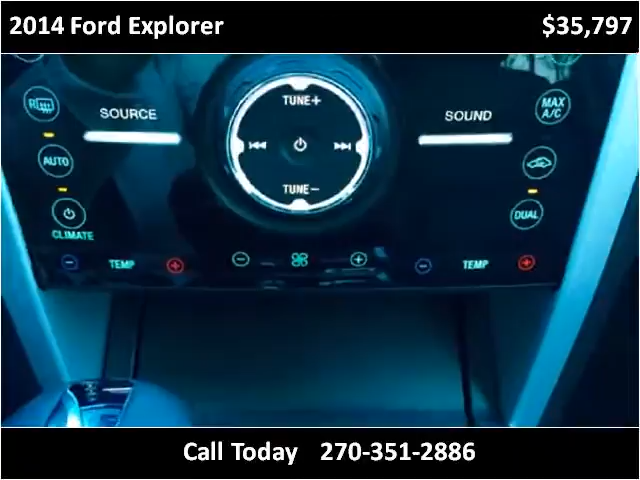 2014 Ford Explorer $35,797
R
SOURCE TUNE+ SOUND MAX A/C
AUTO
TUNE-
CLIMATE DUAL
- TEMP + - + - TEMP +
Call Today 270-351-2886